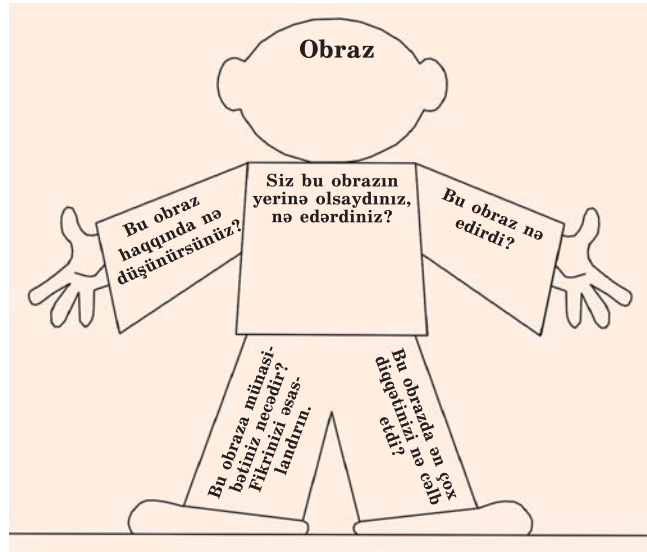 Obraz
Bu obraz
haqqında nə
düşünürsünüz?
Siz bu obrazın
yerinə olsaydınız,
nə edərdiniz?
Bu obraz nə
edirdi?
Bu obraza münasi-
bətiniz necədir?
Fikrinizi əsas-
landırın.
Bu obrazda ən çox
diqqətinizi nə cəlb
etdi?